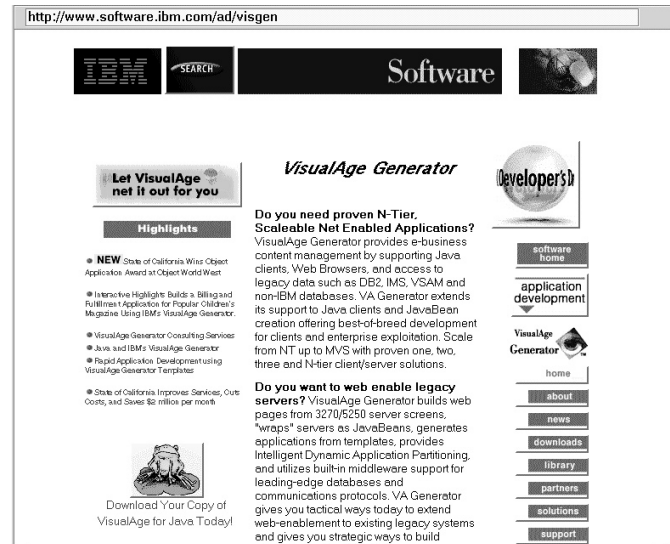 http://www.software.ibm.com/ad/visgen
IBM
SEARCH
Software
Let VisualAge
net it out for you
Highlights
NEW State of California Wins Object
Application Award at Object World West
Interactive Highlights Builds a Billing and
Fulfillment Application for Popular Children's
Magazine Using IBM's VisualAge Generator.
VisualAge Generator Consulting Services
Java and IBM's VisualAge Generator
Rapid Application Development using
VisualAge Generator Templates
State of California Improves Services, Cuts
Costs, and Saves $2 million per month
Download Your Copy of
VisualAge for Java Today!
VisualAge Generator
Do you need proven N-Tier,
Scaleable Net Enabled Applications?
VisualAge Generator provides e-business
content management by supporting Java
clients, Web Browsers, and access to
legacy data such as DB2, IMS, VSAM and
non-IBM databases. VA Generator extends
its support to Java clients and JavaBean
creation offering best-of-breed development
for clients and enterprise exploitation. Scale
from NT up to MVS with proven one, two,
three and N-tier client/server solutions.
Do you want to web enable legacy
servers? VisualAge Generator builds web
pages from 3270/5250 server screens,
"wraps" servers as JavaBeans, generates
applications from templates, provides
Intelligent Dynamic Application Partitioning,
and utilizes built-in middleware support for
leading-edge databases and
communications protocols. VA Generator
gives you tactical ways today to extend
web-enablement to existing legacy systems
and gives you strategic ways to build
Developer's
software
home
application
development
VisualAge
Generator
home
about
news
downloads
library
partners
solutions
support